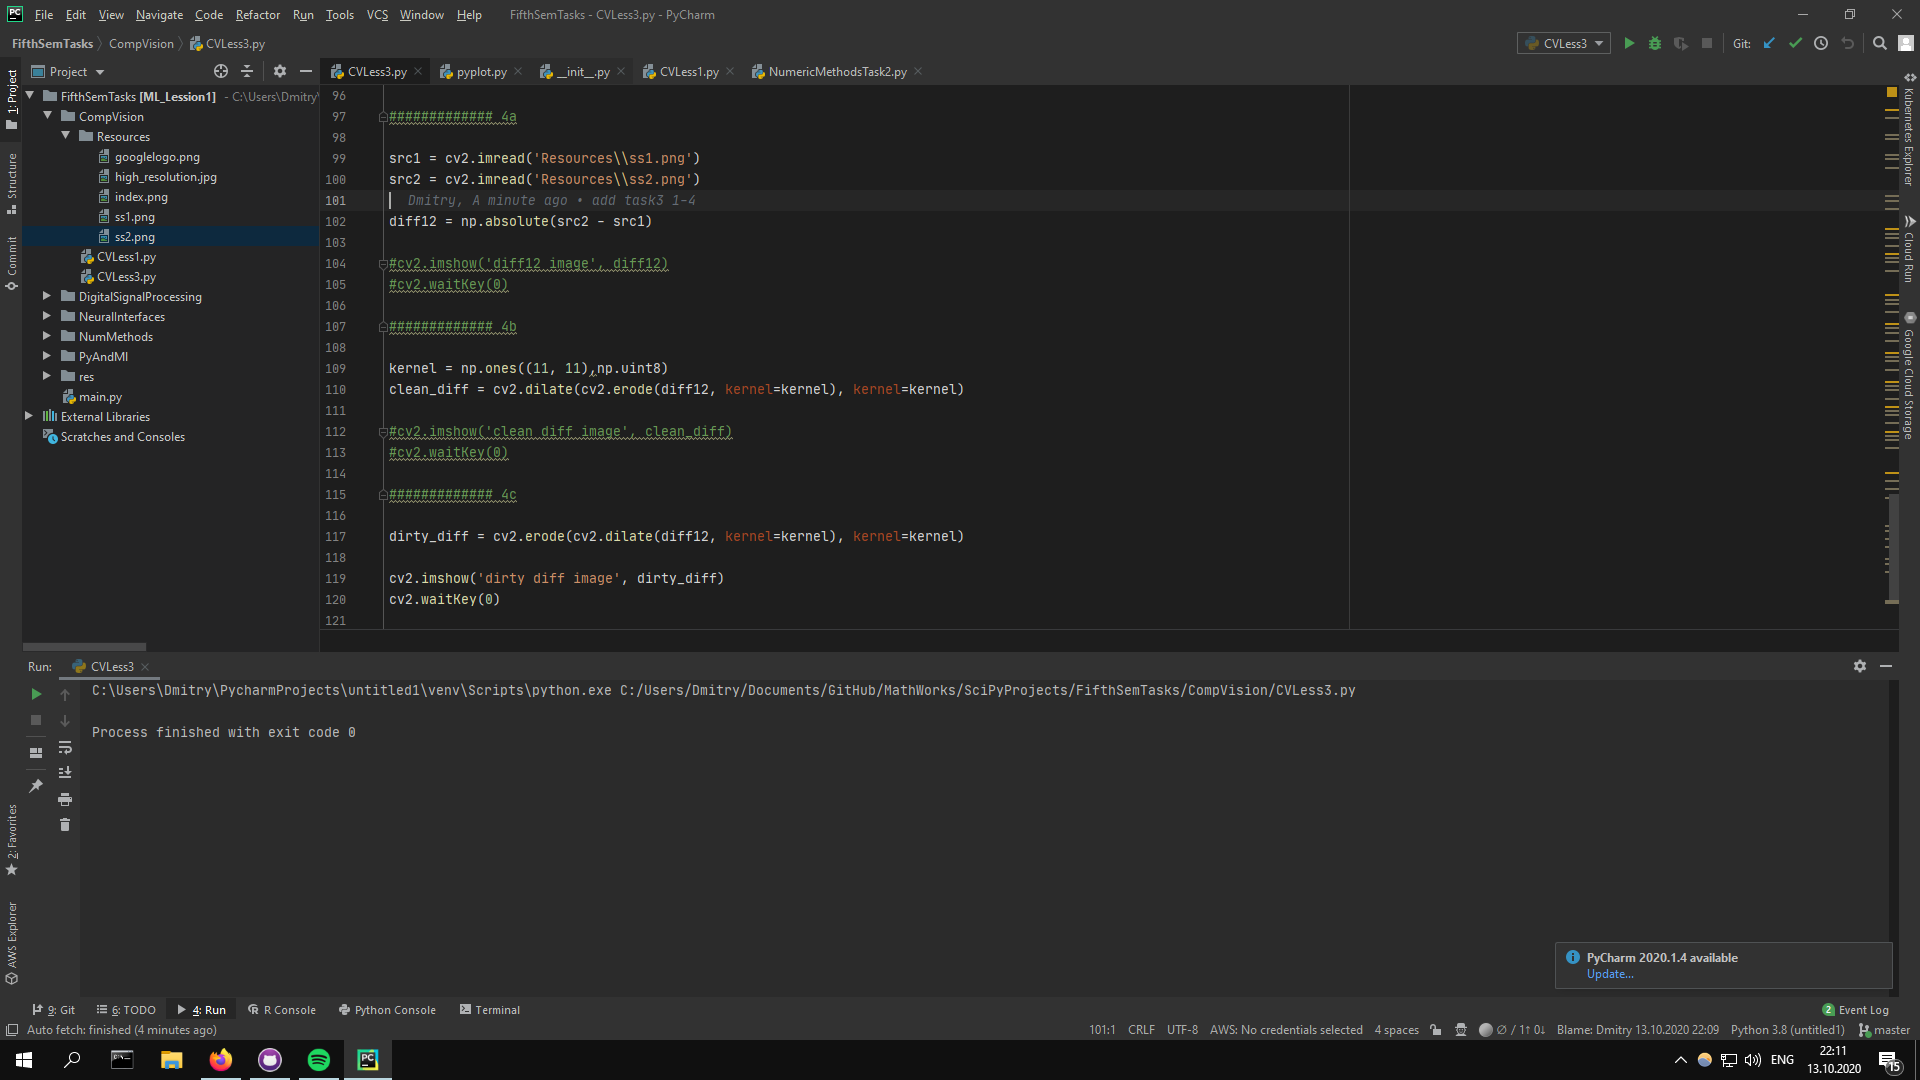 File Edit View Navigate Code Refactor Run Tools VCS Window Help FifthSemTasks - CVLess3.py - PyCharm
FifthSemTasks CompVision CVLess3.py
CVLess3
Git:
Project
CVLess3.py
pyplot.py
__init__.py
CVLess1.py
NumericMethodsTask2.py
1: Project
Structure
Commit
2: Favorites
AWS Explorer
FifthSemTasks [ML_Lession1] - C:\Users\Dmitry\
CompVision
Resources
googlelogo.png
high_resolution.jpg
index.png
ss1.png
ss2.png
CVLess1.py
CVLess3.py
DigitalSignalProcessing
NeuralInterfaces
NumMethods
PyAndMl
res
main.py
External Libraries
Scratches and Consoles
96
97 ############# 4a
98
99 src1 = cv2.imread('Resources\\ss1.png')
100 src2 = cv2.imread('Resources\\ss2.png')
101 Dmitry, A minute ago • add task3 1-4
102 diff12 = np.absolute(src2 - src1)
103
104 #cv2.imshow('diff12 image', diff12)
105 #cv2.waitKey(0)
106
107 ############# 4b
108
109 kernel = np.ones((11, 11),np.uint8)
110 clean_diff = cv2.dilate(cv2.erode(diff12, kernel=kernel), kernel=kernel)
111
112 #cv2.imshow('clean diff image', clean_diff)
113 #cv2.waitKey(0)
114
115 ############# 4c
116
117 dirty_diff = cv2.erode(cv2.dilate(diff12, kernel=kernel), kernel=kernel)
118
119 cv2.imshow('dirty diff image', dirty_diff)
120 cv2.waitKey(0)
121
Kubernetes Explorer
Cloud Run
Google Cloud Storage
Run: CVLess3
C:\Users\Dmitry\PycharmProjects\untitled1\venv\Scripts\python.exe C:/Users/Dmitry/Documents/GitHub/MathWorks/SciPyProjects/FifthSemTasks/CompVision/CVLess3.py
Process finished with exit code 0
PyCharm 2020.1.4 available
Update...
9: Git 6: TODO 4: Run R Console Python Console Terminal 2 Event Log
Auto fetch: finished (4 minutes ago) 101:1 CRLF UTF-8 AWS: No credentials selected 4 spaces ∅ / 1↑ 0↓ Blame: Dmitry 13.10.2020 22:09 Python 3.8 (untitled1) master
ENG
22:11
13.10.2020
15